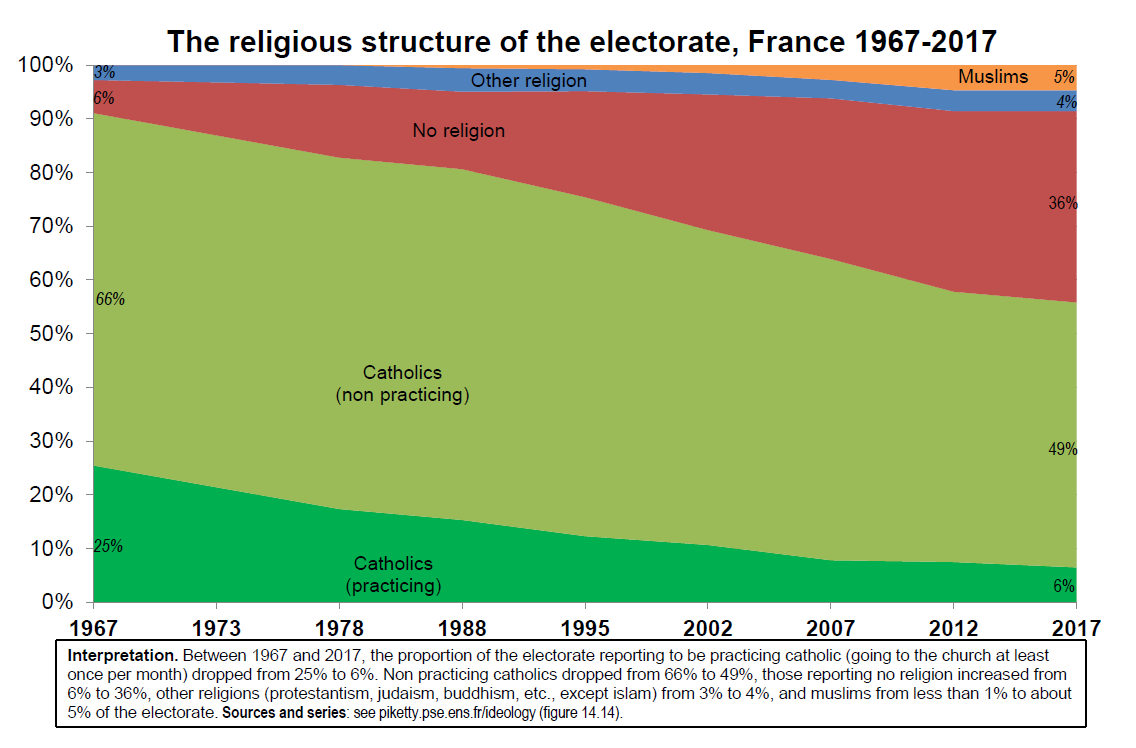 The religious structure of the electorate, France 1967-2017
100%
90%
80%
70%
60%
50%
40%
30%
20%
10%
0%
3%
Other religion
Muslims
5%
4%
6%
No religion
36%
66%
Catholics
(non practicing)
49%
25%
Catholics
(practicing)
6%
1967 1973 1978 1988 1995 2002 2007 2012 2017
Interpretation. Between 1967 and 2017, the proportion of the electorate reporting to be practicing catholic (going to the church at least
once per month) dropped from 25% to 6%. Non practicing catholics dropped from 66% to 49%, those reporting no religion increased from
6% to 36%, other religions (protestantism, judaism, buddhism, etc., except islam) from 3% to 4%, and muslims from less than 1% to about
5% of the electorate. Sources and series: see piketty.pse.ens.fr/ideology (figure 14.14).